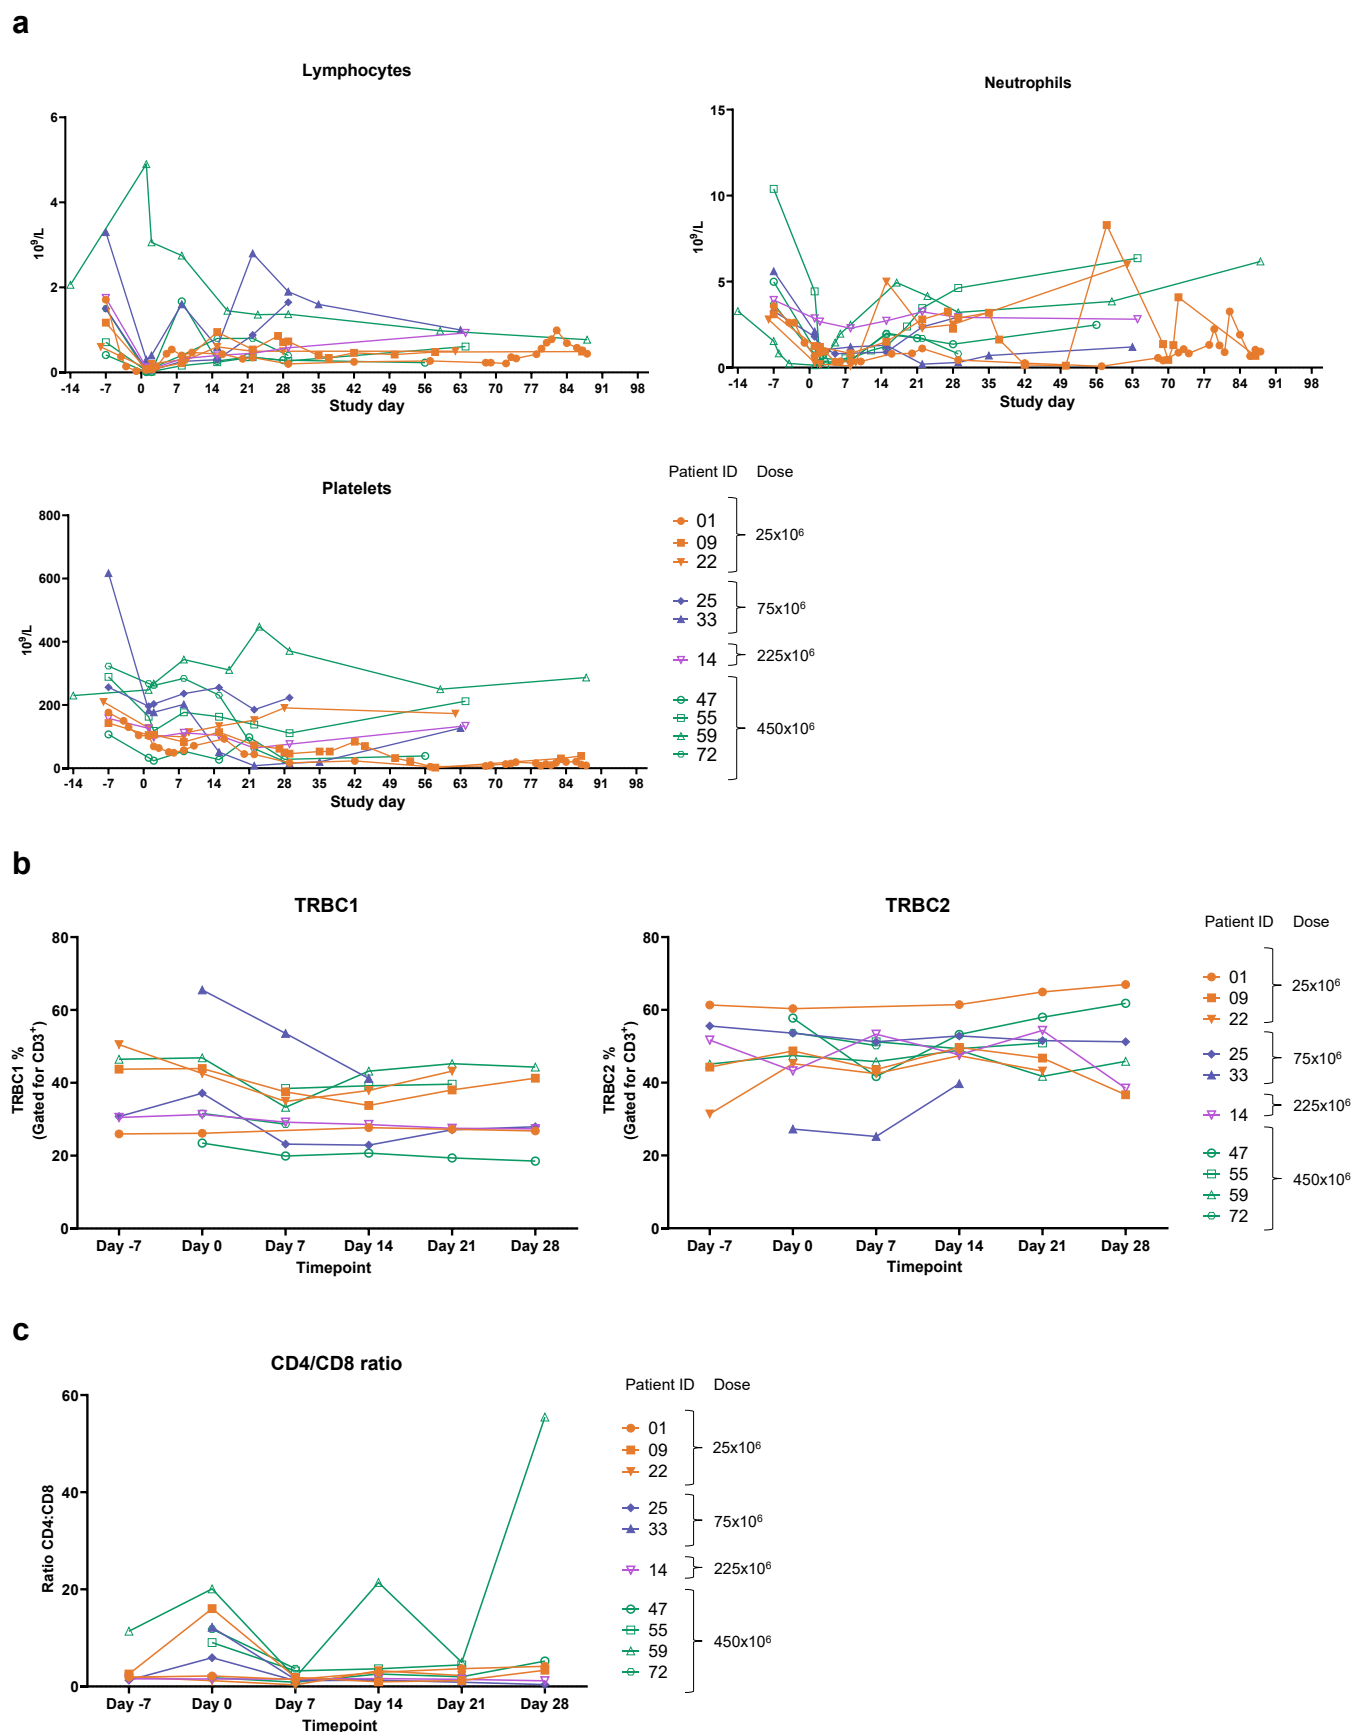 a
Lymphocytes
10⁹/L
6
4
2
0
-14 -7 0 7 14 21 28 35 42 49 56 63 70 77 84 91 98
Study day
Neutrophils
10⁹/L
15
10
5
0
-14 -7 0 7 14 21 28 35 42 49 56 63 70 77 84 91 98
Study day
Platelets
10⁹/L
800
600
400
200
0
-14 -7 0 7 14 21 28 35 42 49 56 63 70 77 84 91 98
Study day
Patient ID Dose
01
09
22
25x10⁶
25
33
75x10⁶
14
225x10⁶
47
55
59
72
450x10⁶
b
TRBC1
TRBC1 %
(Gated for CD3⁺)
80
60
40
20
0
Day -7 Day 0 Day 7 Day 14 Day 21 Day 28
Timepoint
TRBC2
TRBC2 %
(Gated for CD3⁺)
80
60
40
20
0
Day -7 Day 0 Day 7 Day 14 Day 21 Day 28
Timepoint
Patient ID Dose
01
09
22
25x10⁶
25
33
75x10⁶
14
225x10⁶
47
55
59
72
450x10⁶
c
CD4/CD8 ratio
Ratio CD4:CD8
60
40
20
0
Day -7 Day 0 Day 7 Day 14 Day 21 Day 28
Timepoint
Patient ID Dose
01
09
22
25x10⁶
25
33
75x10⁶
14
225x10⁶
47
55
59
72
450x10⁶